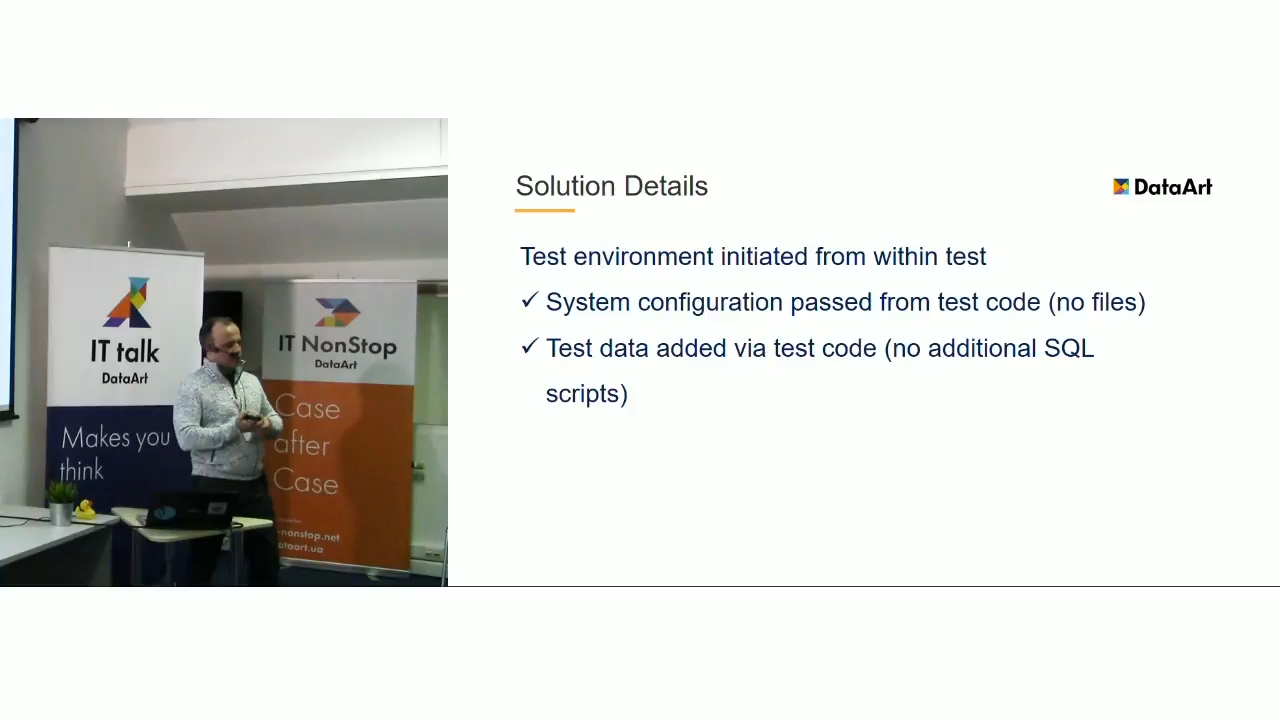 Solution Details
DataArt
Test environment initiated from within test
✓ System configuration passed from test code (no files)
✓ Test data added via test code (no additional SQL
scripts)
IT talk
DataArt
Makes you
think
IT NonStop
DataArt
Case
after
Case
nonstop.net